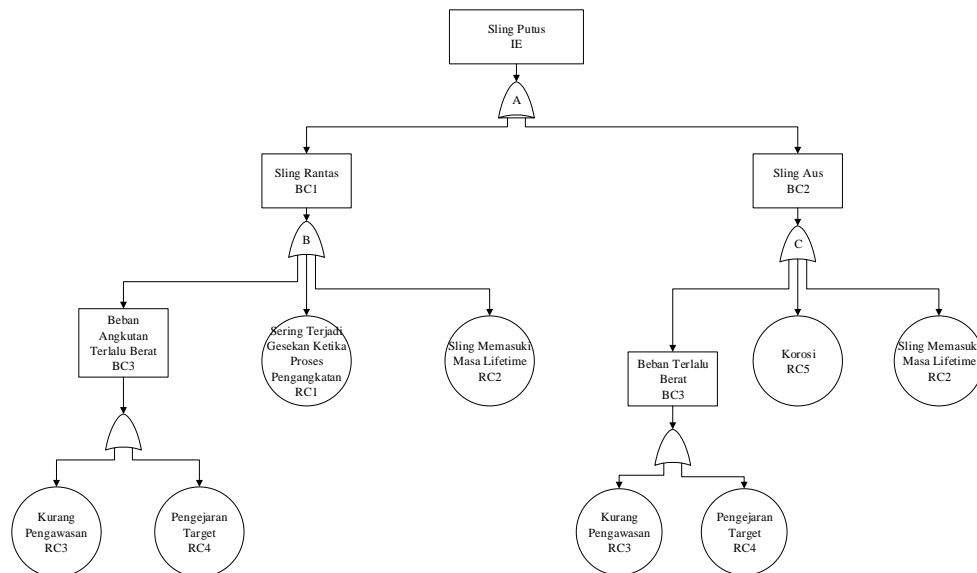 Sling Putus
IE
A
Sling Rantas
BC1
Sling Aus
BC2
B
C
Beban
Angkutan
Terlalu Berat
BC3
Sering Terjadi
Gesekan Ketika
Proses
Pengangkatan
RC1
Sling Memasuki
Masa Lifetime
RC2
Beban Terlalu
Berat
BC3
Korosi
RC5
Sling Memasuki
Masa Lifetime
RC2
Kurang
Pengawasan
RC3
Pengejaran
Target
RC4
Kurang
Pengawasan
RC3
Pengejaran
Target
RC4